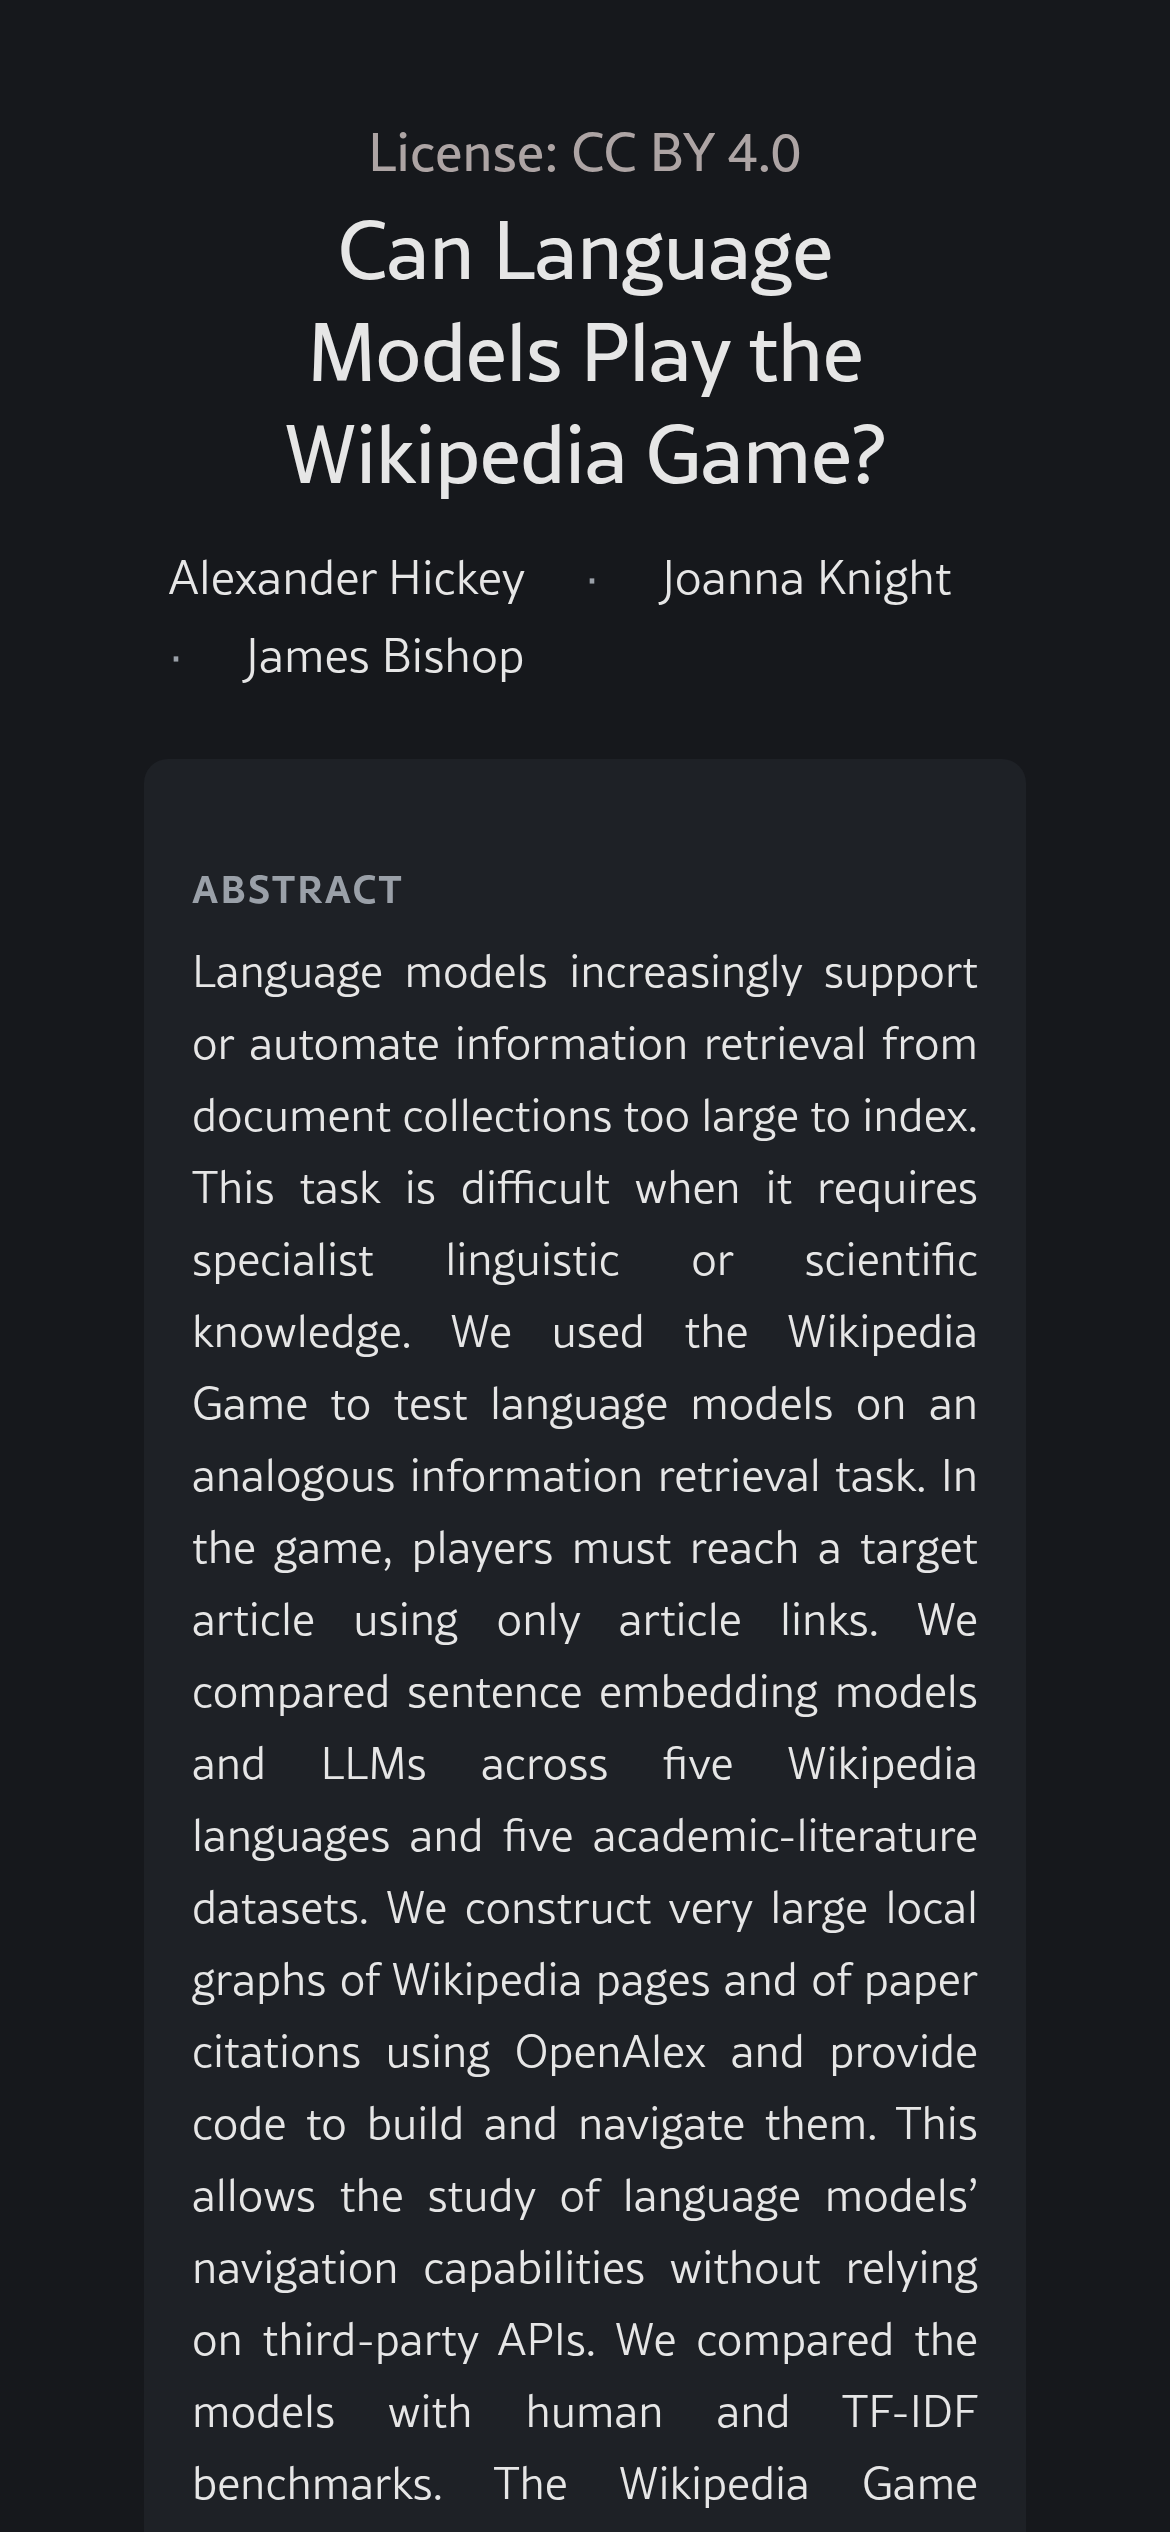 License: CC BY 4.0
Can Language
Models Play the
Wikipedia Game?
Alexander Hickey · Joanna Knight
· James Bishop
ABSTRACT
Language models increasingly support
or automate information retrieval from
document collections too large to index.
This task is difficult when it requires
specialist linguistic or scientific
knowledge. We used the Wikipedia
Game to test language models on an
analogous information retrieval task. In
the game, players must reach a target
article using only article links. We
compared sentence embedding models
and LLMs across five Wikipedia
languages and five academic-literature
datasets. We construct very large local
graphs of Wikipedia pages and of paper
citations using OpenAlex and provide
code to build and navigate them. This
allows the study of language models’
navigation capabilities without relying
on third-party APIs. We compared the
models with human and TF-IDF
benchmarks. The Wikipedia Game